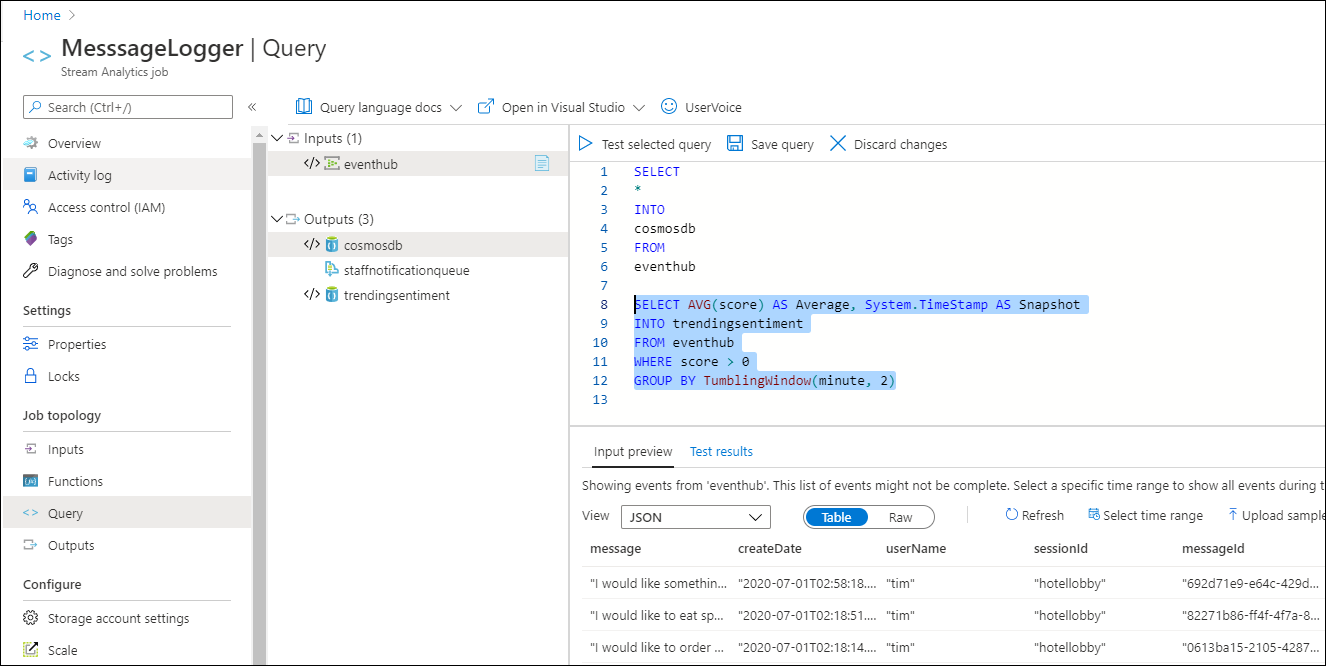 Home >
<> MesssageLogger | Query
Stream Analytics job
Search (Ctrl+/) «
Overview
Activity log
Access control (IAM)
Tags
Diagnose and solve problems
Settings
Properties
Locks
Job topology
Inputs
Functions
<> Query
Outputs
Configure
Storage account settings
Scale
Query language docs
Open in Visual Studio
UserVoice
Inputs (1)
</> eventhub
Outputs (3)
</> cosmosdb
staffnotificationqueue
</> trendingsentiment
Test selected query
Save query
Discard changes
1 SELECT
2 *
3 INTO
4 cosmosdb
5 FROM
6 eventhub
7
8 SELECT AVG(score) AS Average, System.TimeStamp AS Snapshot
9 INTO trendingsentiment
10 FROM eventhub
11 WHERE score > 0
12 GROUP BY TumblingWindow(minute, 2)
13
Input preview Test results
Showing events from 'eventhub'. This list of events might not be complete. Select a specific time range to show all events during t
View JSON Table Raw Refresh Select time range Upload sample
message createDate userName sessionId messageId
"I would like somethin... "2020-07-01T02:58:18.... "tim" "hotellobby" "692d71e9-e64c-429d...
"I would like to eat sp... "2020-07-01T02:18:51.... "tim" "hotellobby" "82271b86-ff4f-4f7a-8...
"I would like to order ... "2020-07-01T02:18:14.... "tim" "hotellobby" "0613ba15-2105-4287...